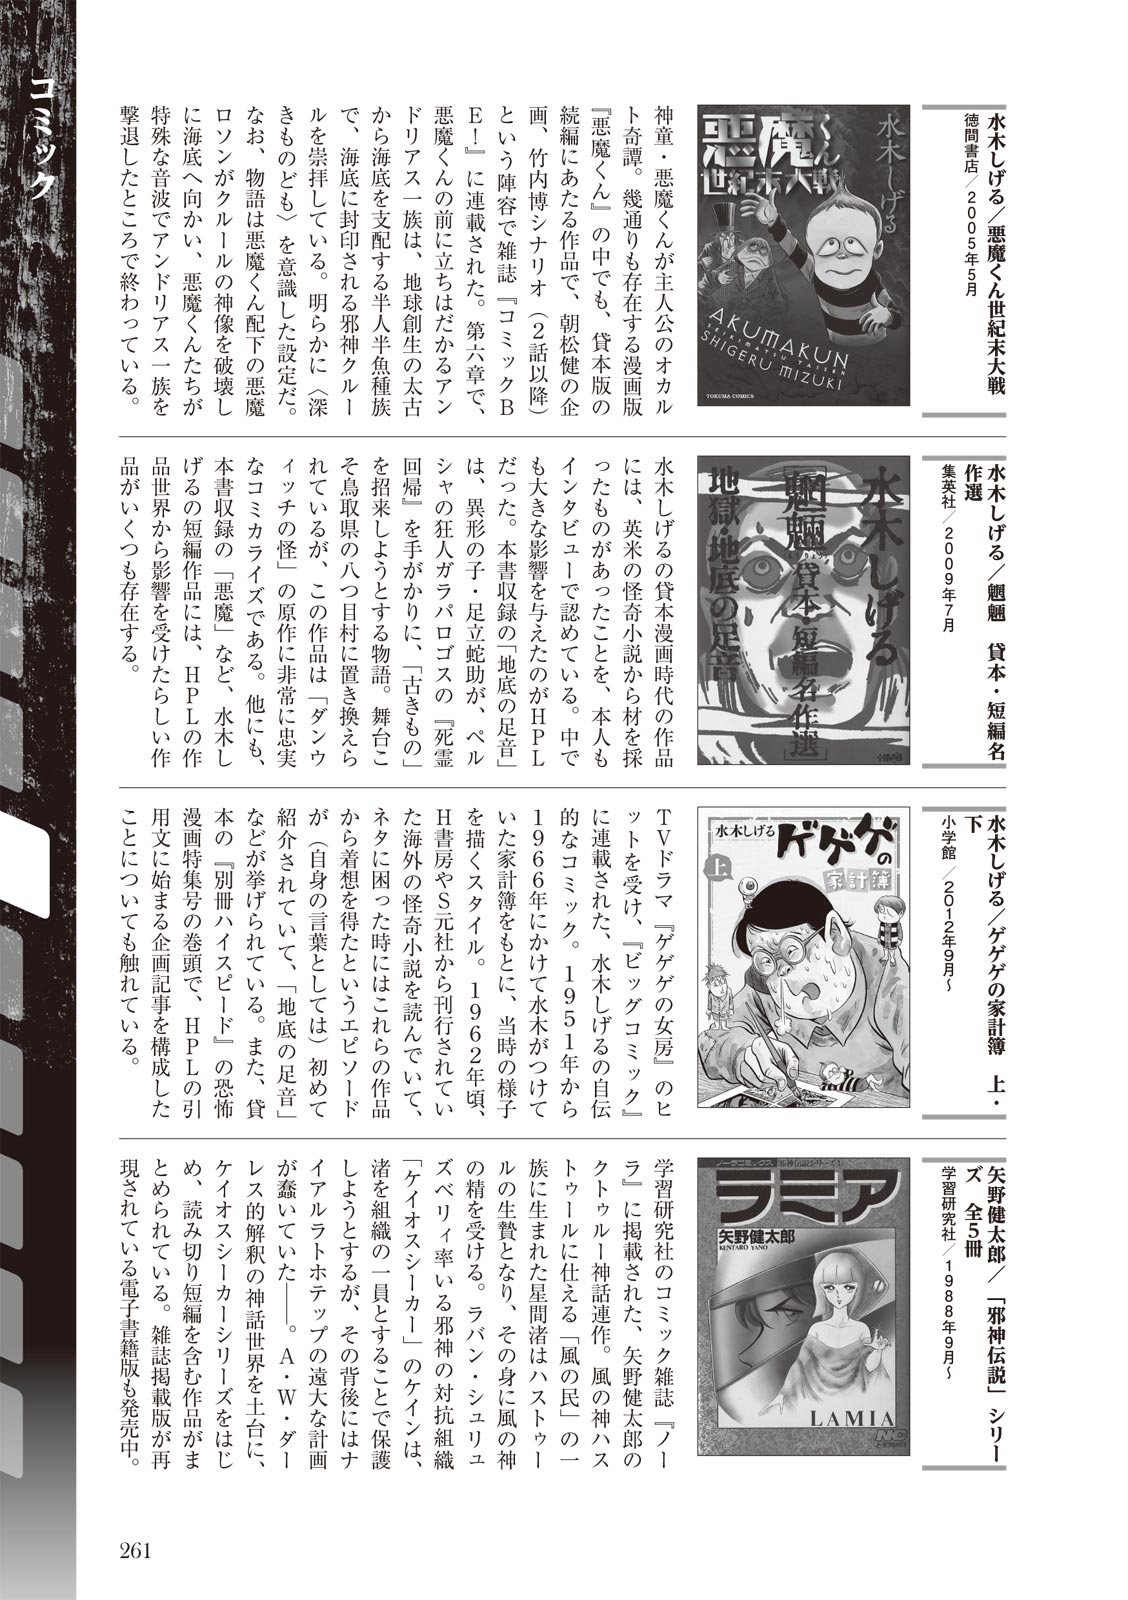 コミック
水木しげる／悪魔くん世紀末大戦
徳間書店／2005年5月
水木しげる
悪魔くん
世紀末大戦
AKUMAKUN
SEIKIMATSU TAISEN
SHIGERU MIZUKI
TOKUMA COMICS
神童・悪魔くんが主人公のオカル
ト奇譚。幾通りも存在する漫画版
『悪魔くん』の中でも、貸本版の
続編にあたる作品で、朝松健の企
画、竹内博シナリオ（２話以降）
という陣容で雑誌『コミックＢ
Ｅ！』に連載された。第六章で、
悪魔くんの前に立ちはだかるアン
ドリアス一族は、地球創生の太古
から海底を支配する半人半魚種族
で、海底に封印される邪神クルー
ルを崇拝している。明らかに〈深
きものども〉を意識した設定だ。
なお、物語は悪魔くん配下の悪魔
ロソンがクルールの神像を破壊し
に海底へ向かい、悪魔くんたちが
特殊な音波でアンドリアス一族を
撃退したところで終わっている。
水木しげる／魍魎　貸本・短編名
作選
集英社／2009年7月
水木しげる
［魍魎］貸本・短編名作選
地獄・地底の足音
HMB
水木しげるの貸本漫画時代の作品
には、英米の怪奇小説から材を採
ったものがあったことを、本人も
インタビューで認めている。中で
も大きな影響を与えたのがＨＰＬ
だった。本書収録の「地底の足音」
は、異形の子・足立蛇助が、ペル
シャの狂人ガラパロゴスの『死霊
回帰』を手がかりに、「古きもの」
を招来しようとする物語。舞台こ
そ鳥取県の八つ目村に置き換えら
れているが、この作品は「ダンウ
ィッチの怪」の原作に非常に忠実
なコミカライズである。他にも、
本書収録の「悪魔」など、水木し
げるの短編作品には、ＨＰＬの作
品世界から影響を受けたらしい作
品がいくつも存在する。
水木しげる／ゲゲゲの家計簿　上・
下
小学館／2012年9月〜
水木しげる
ゲゲゲの
家計簿
上
ＴＶドラマ『ゲゲゲの女房』のヒ
ットを受け、『ビッグコミック』
に連載された、水木しげるの自伝
的なコミック。１９５１年から
１９６６年にかけて水木がつけて
いた家計簿をもとに、当時の様子
を描くスタイル。１９６２年頃、
Ｈ書房やＳ元社から刊行されてい
た海外の怪奇小説を読んでいて、
ネタに困った時にはこれらの作品
から着想を得たというエピソード
が（自身の言葉としては）初めて
紹介されていて、「地底の足音」
などが挙げられている。また、貸
本の『別冊ハイスピード』の恐怖
漫画特集号の巻頭で、ＨＰＬの引
用文に始まる企画記事を構成した
ことについても触れている。
矢野健太郎／「邪神伝説」シリー
ズ　全５冊
学習研究社／1988年9月〜
ノーラコミックス 邪神伝説シリーズ1
ラミア
矢野健太郎
KENTARO YANO
LAMIA
NC
ノーラコミックス
学習研究社のコミック雑誌『ノー
ラ』に掲載された、矢野健太郎の
クトゥルー神話連作。風の神ハス
トゥールに仕える「風の民」の一
族に生まれた星間渚はハストゥー
ルの生贄となり、その身に風の神
の精を受ける。ラバン・シュリュ
ズベリィ率いる邪神の対抗組織
「ケイオスシーカー」のケインは、
渚を組織の一員とすることで保護
しようとするが、その背後にはナ
イアルラトホテップの遠大な計画
が蠢いていた――。Ａ・Ｗ・ダー
レス的解釈の神話世界を土台に、
ケイオスシーカーシリーズをはじ
め、読み切り短編を含む作品がま
とめられている。雑誌掲載版が再
現されている電子書籍版も発売中。
261